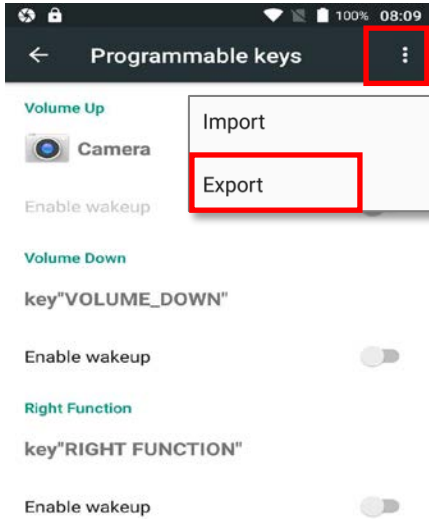 100% 08:09
Programmable keys
Volume Up
Import
Camera
Export
Enable wakeup
Volume Down
key"VOLUME_DOWN"
Enable wakeup
Right Function
key"RIGHT FUNCTION"
Enable wakeup